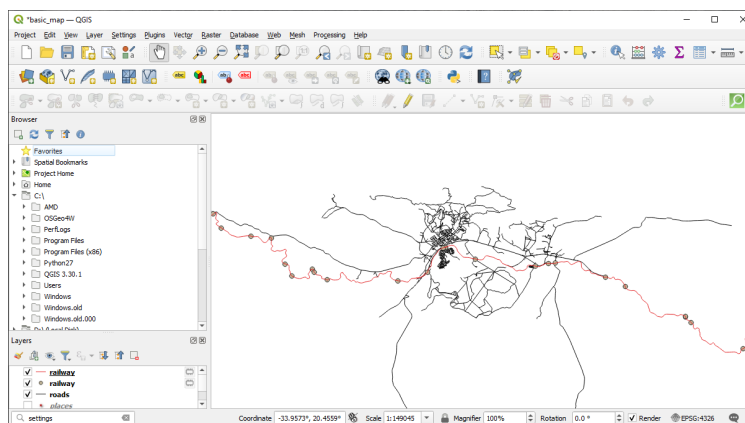 *basic_map — QGIS
Project Edit View Layer Settings Plugins Vector Raster Database Web Mesh Processing Help
Browser
Favorites
Spatial Bookmarks
Project Home
Home
C:\
AMD
OSGeo4W
PerfLogs
Program Files
Program Files (x86)
Python27
QGIS 3.30.1
Users
Windows
Windows.old
Windows.old.000
D:\ (Local Disk)
Layers
railway
railway
roads
places
settings Coordinate -33.9573°, 20.4559° Scale 1:149045 Magnifier 100% Rotation 0.0 ° Render EPSG:4326